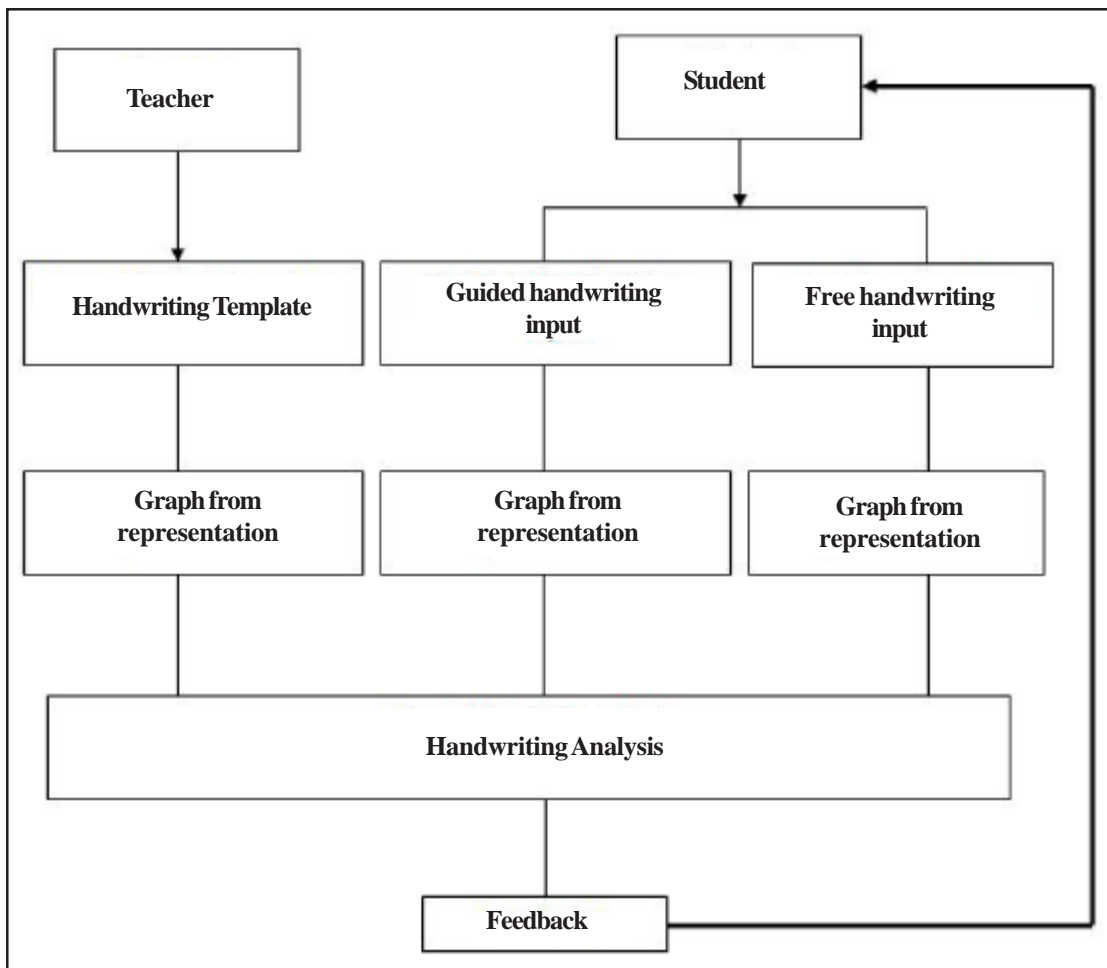 Teacher
Student
Handwriting Template
Guided handwriting
input
Free handwriting
input
Graph from
representation
Graph from
representation
Graph from
representation
Handwriting Analysis
Feedback